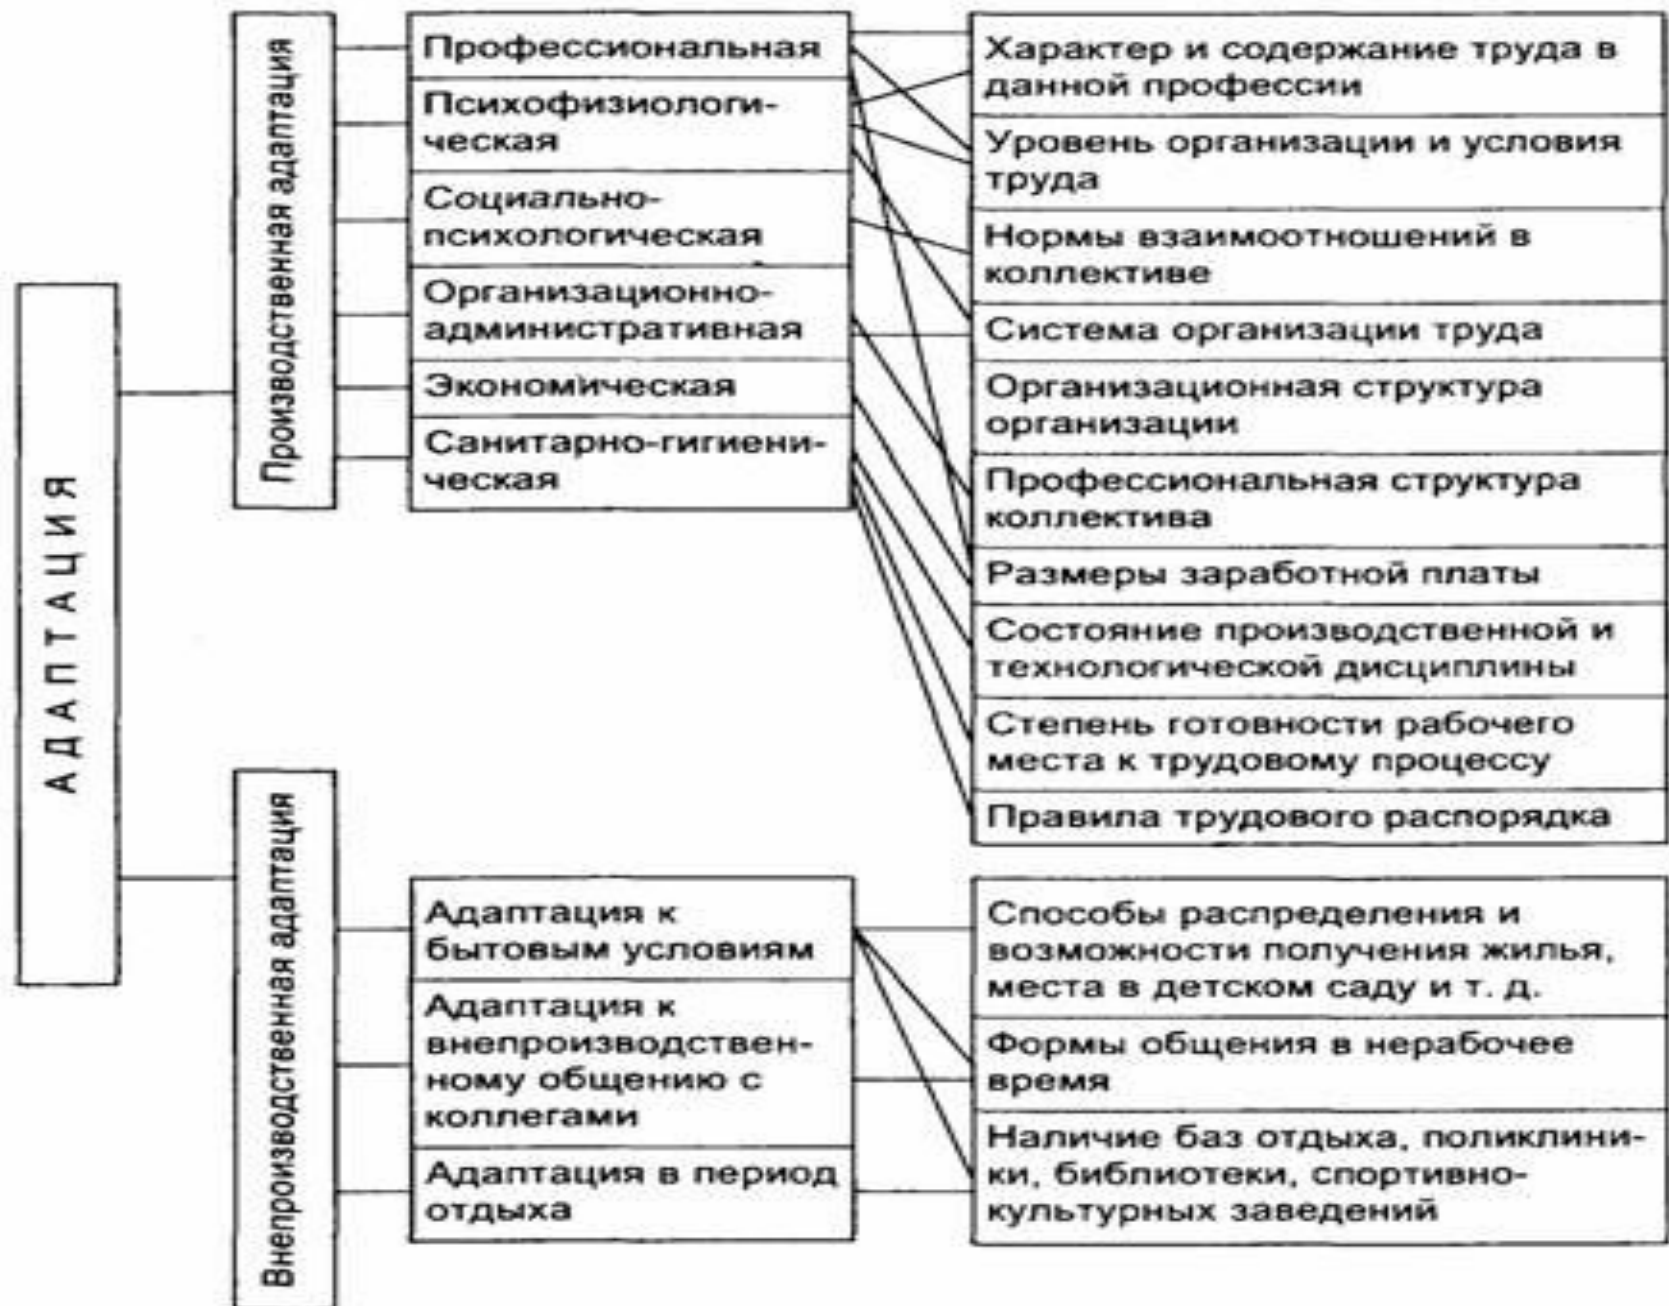 АДАПТАЦИЯ
Производственная адаптация
Профессиональная
Психофизиологи-
ческая
Социально-
психологическая
Организационно-
административная
Экономическая
Санитарно-гигиени-
ческая
Характер и содержание труда в
данной профессии
Уровень организации и условия
труда
Нормы взаимоотношений в
коллективе
Система организации труда
Организационная структура
организации
Профессиональная структура
коллектива
Размеры заработной платы
Состояние производственной и
технологической дисциплины
Степень готовности рабочего
места к трудовому процессу
Правила трудового распорядка
Внепроизводственная адаптация
Адаптация к
бытовым условиям
Адаптация к
внепроизводствен-
ному общению с
коллегами
Адаптация в период
отдыха
Способы распределения и
возможности получения жилья,
места в детском саду и т. д.
Формы общения в нерабочее
время
Наличие баз отдыха, поликлини-
ки, библиотеки, спортивно-
культурных заведений